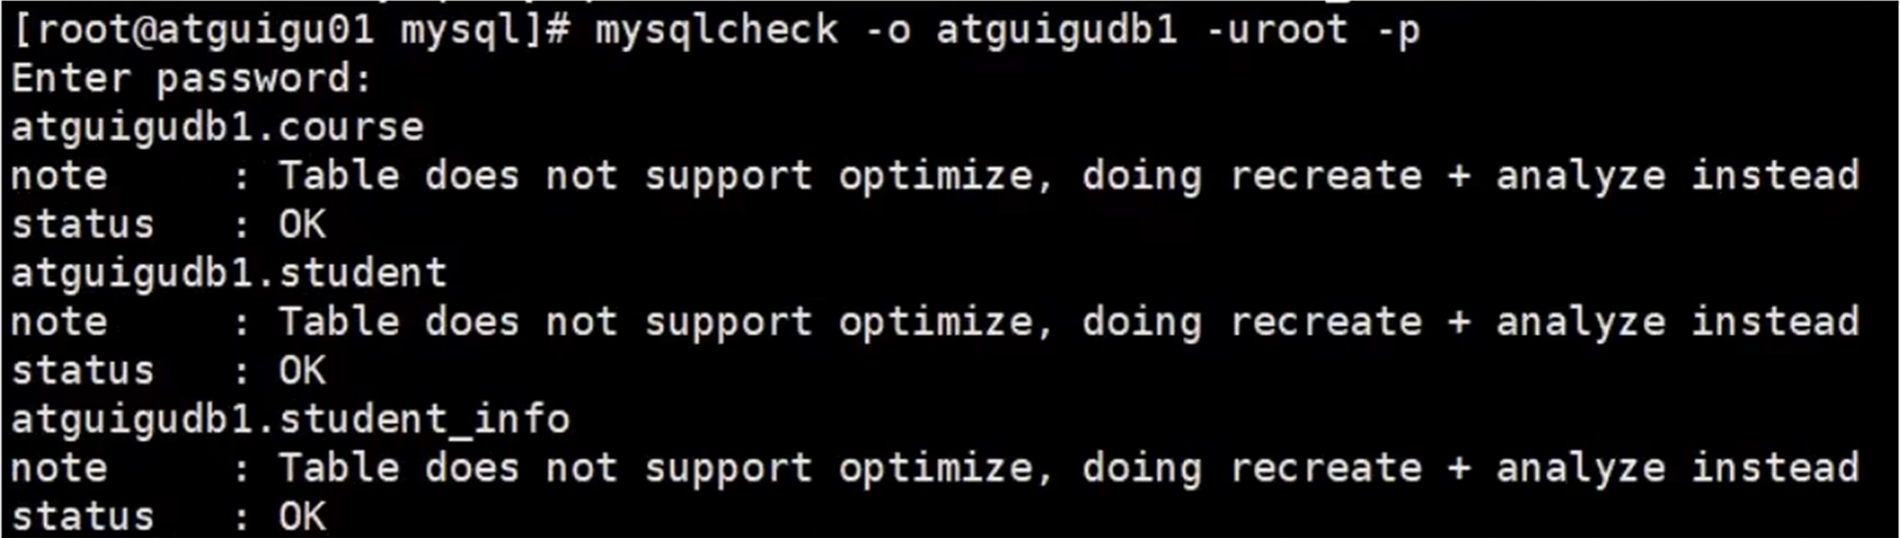 [root@atguigu01 mysql]# mysqlcheck -o atguigudb1 -uroot -p
Enter password:
atguigudb1.course
note     : Table does not support optimize, doing recreate + analyze instead
status   : OK
atguigudb1.student
note     : Table does not support optimize, doing recreate + analyze instead
status   : OK
atguigudb1.student_info
note     : Table does not support optimize, doing recreate + analyze instead
status   : OK